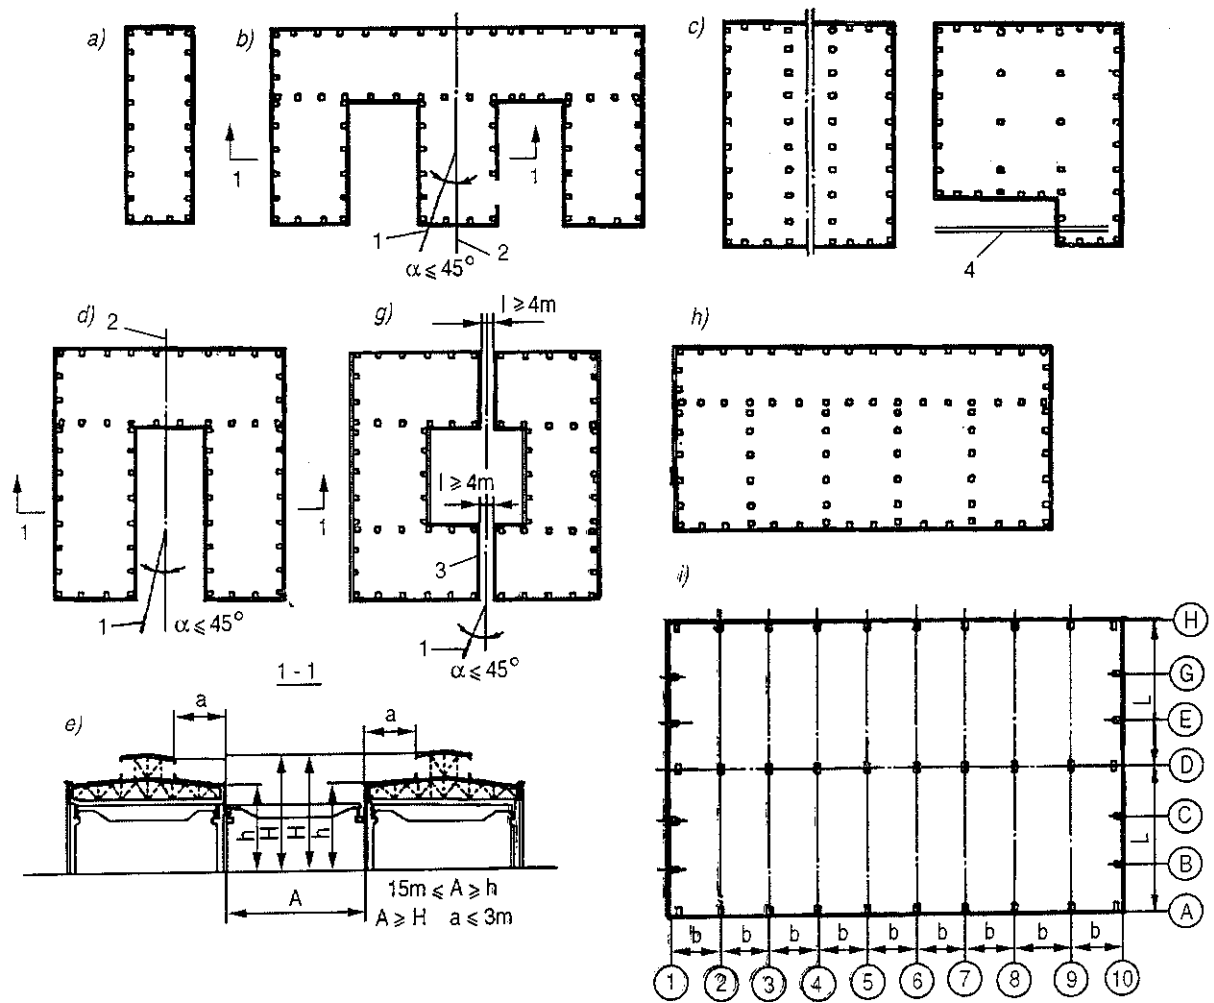 a)
b)
1
1
1
2
α ⩽ 45°
c)
4
d)
2
1
1
1
α ⩽ 45°
g)
l ⩾ 4m
l ⩾ 4m
3
1
α ⩽ 45°
h)
1 - 1
e)
a
a
h
H
H
h
A
15m ⩽ A ⩾ h
A ⩾ H a ⩽ 3m
i)
H
G
E
D
C
B
A
L
L
b b b b b b b b b
1 2 3 4 5 6 7 8 9 10